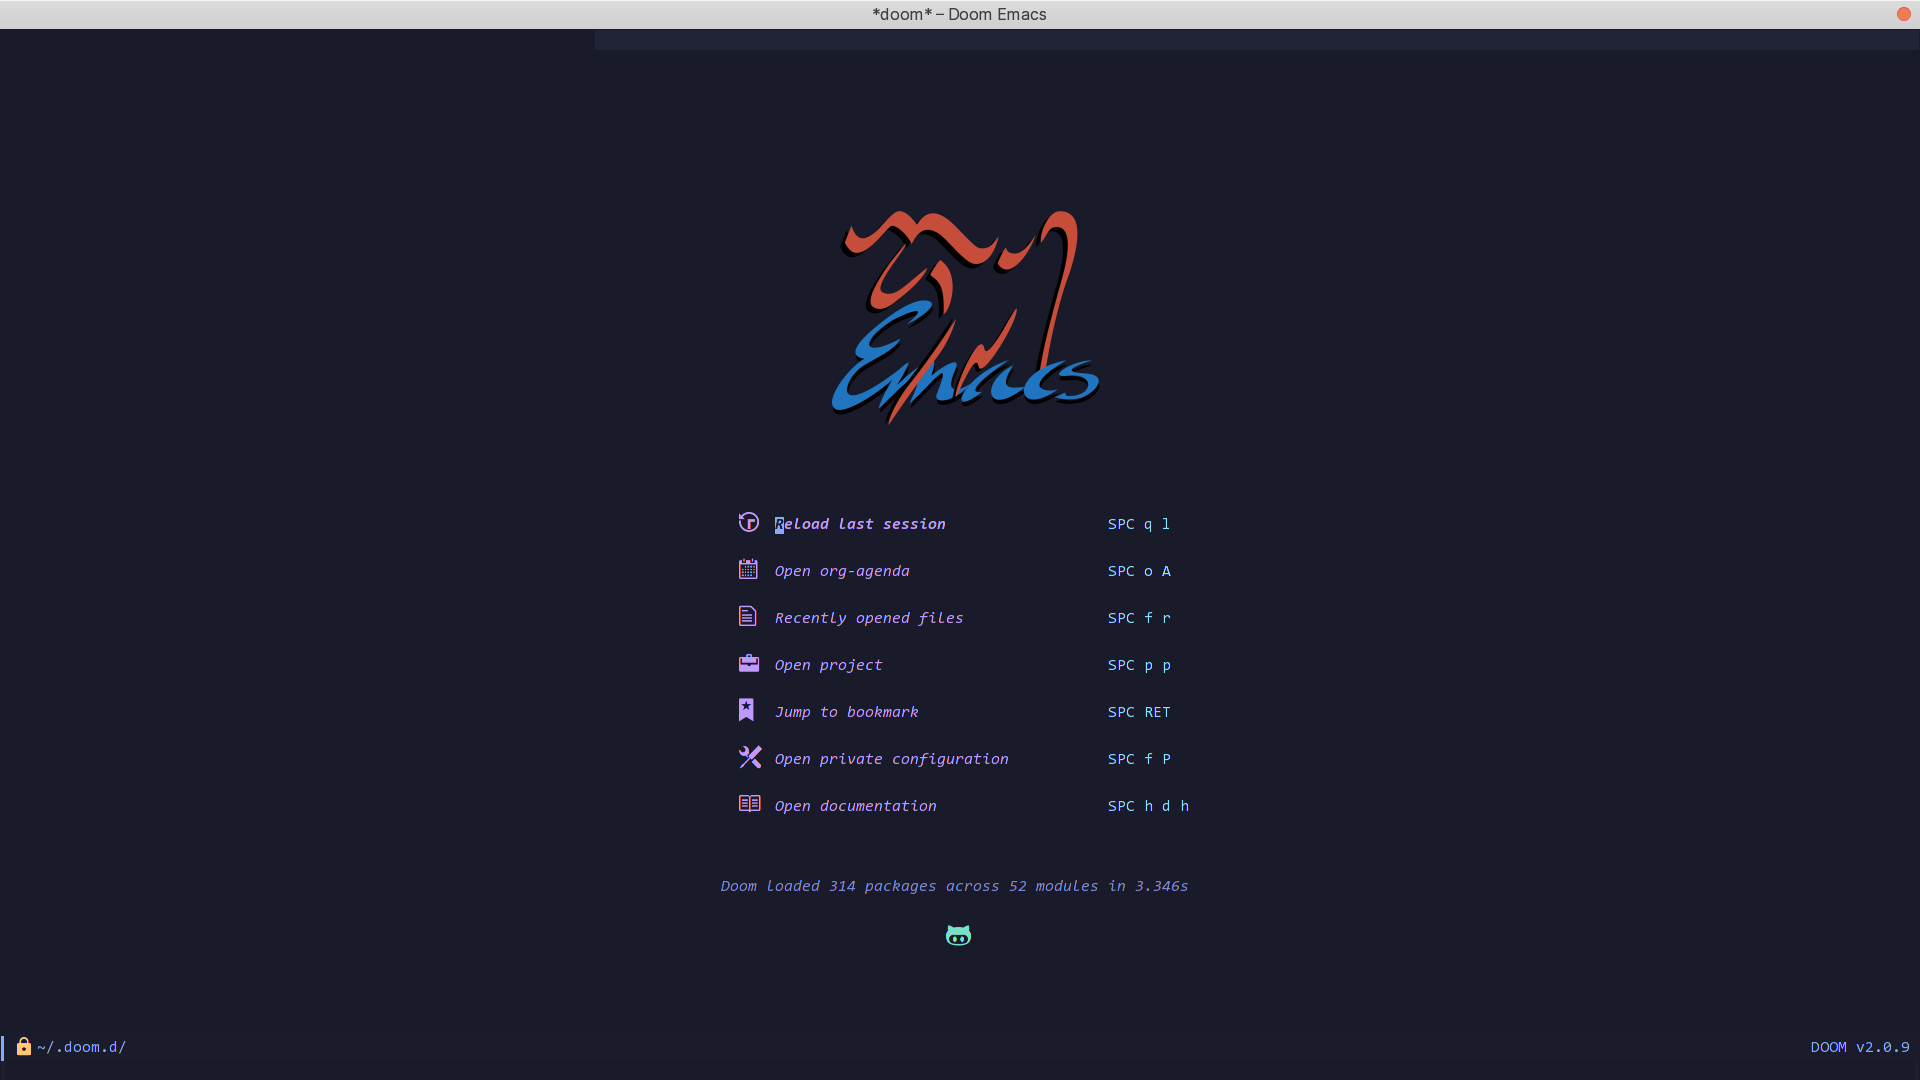 *doom* – Doom Emacs
Emacs
Reload last session SPC q l
Open org-agenda SPC o A
Recently opened files SPC f r
Open project SPC p p
Jump to bookmark SPC RET
Open private configuration SPC f P
Open documentation SPC h d h
Doom loaded 314 packages across 52 modules in 3.346s
~/.doom.d/ DOOM v2.0.9